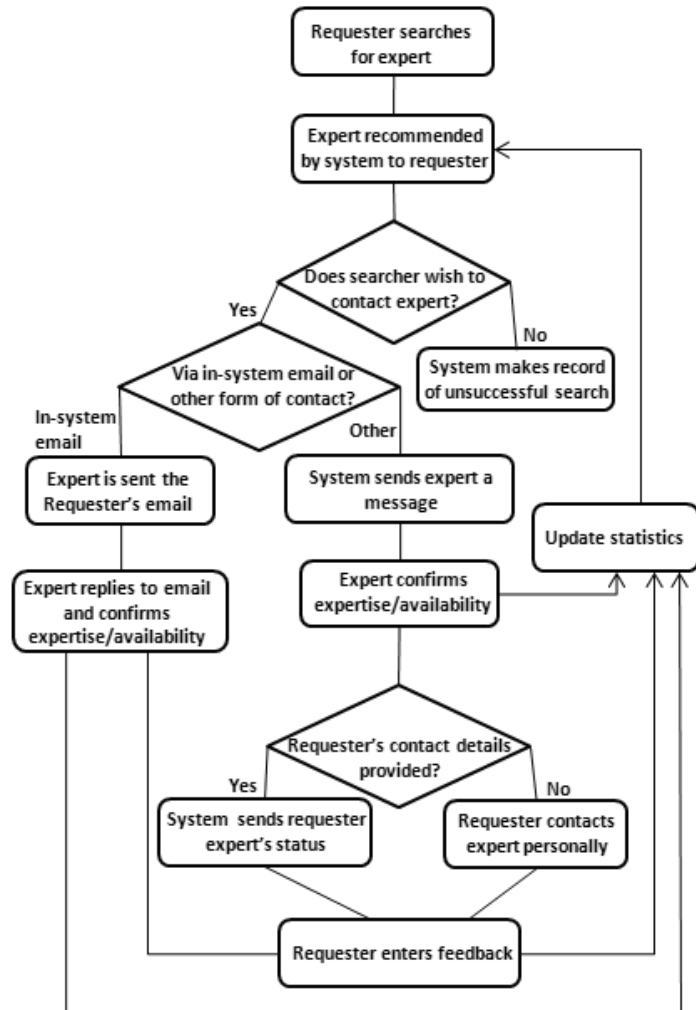 Requester searches
for expert
Expert recommended
by system to requester
Does searcher wish to
contact expert?
Yes
No
System makes record
of unsuccessful search
Via in-system email or
other form of contact?
In-system
email
Other
Expert is sent the
Requester's email
System sends expert a
message
Update statistics
Expert replies to email
and confirms
expertise/availability
Expert confirms
expertise/availability
Requester's contact details
provided?
Yes
No
System sends requester
expert's status
Requester contacts
expert personally
Requester enters feedback